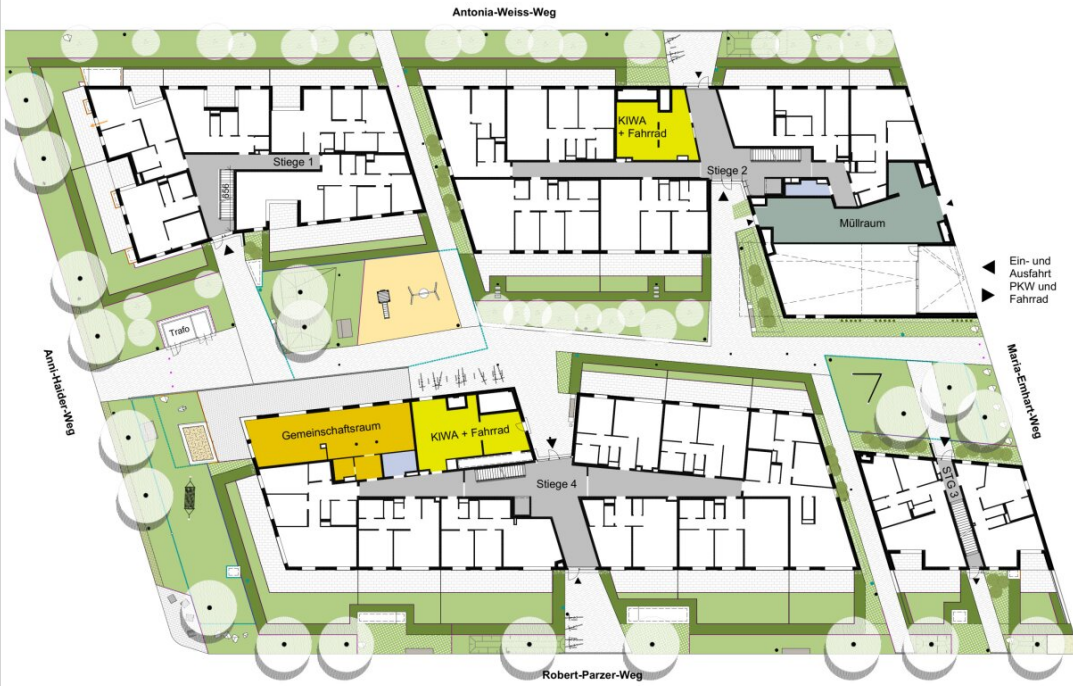 Antonia-Weiss-Weg
KIWA
+ Fahrrad
Stiege 1
656
Stiege 2
Müllraum
Ein- und
Ausfahrt
PKW und
Fahrrad
Trafo
Anni-Haider-Weg
Maria-Emhart-Weg
Gemeinschaftsraum
KIWA + Fahrrad
Stiege 4
STG 3
Robert-Parzer-Weg